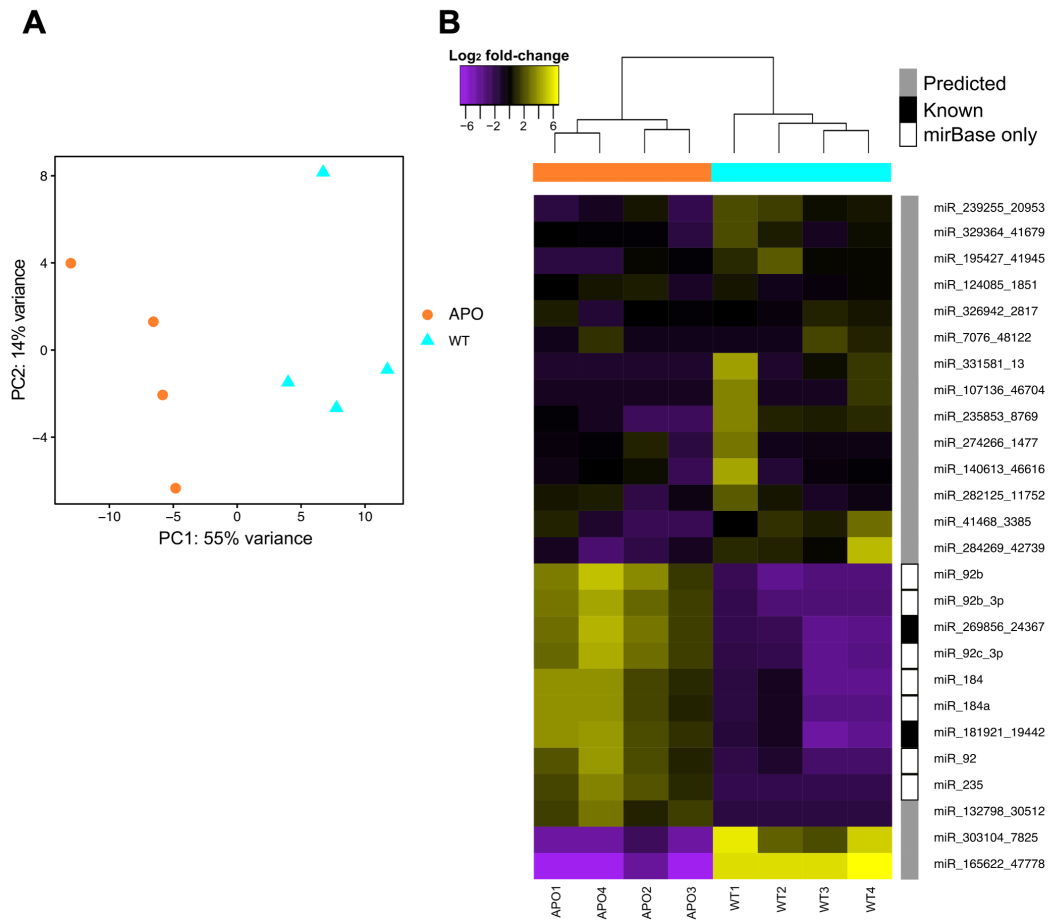 A
B
Log2 fold-change
−6 −2 2 6
Predicted
Known
mirBase only
8
4
0
−4
−10 −5 0 5 10
PC1: 55% variance
PC2: 14% variance
APO
WT
miR_239255_20953
miR_329364_41679
miR_195427_41945
miR_124085_1851
miR_326942_2817
miR_7076_48122
miR_331581_13
miR_107136_46704
miR_235853_8769
miR_274266_1477
miR_140613_46616
miR_282125_11752
miR_41468_3385
miR_284269_42739
miR_92b
miR_92b_3p
miR_269856_24367
miR_92c_3p
miR_184
miR_184a
miR_181921_19442
miR_92
miR_235
miR_132798_30512
miR_303104_7825
miR_165622_47778
APO1 APO4 APO2 APO3 WT1 WT2 WT3 WT4